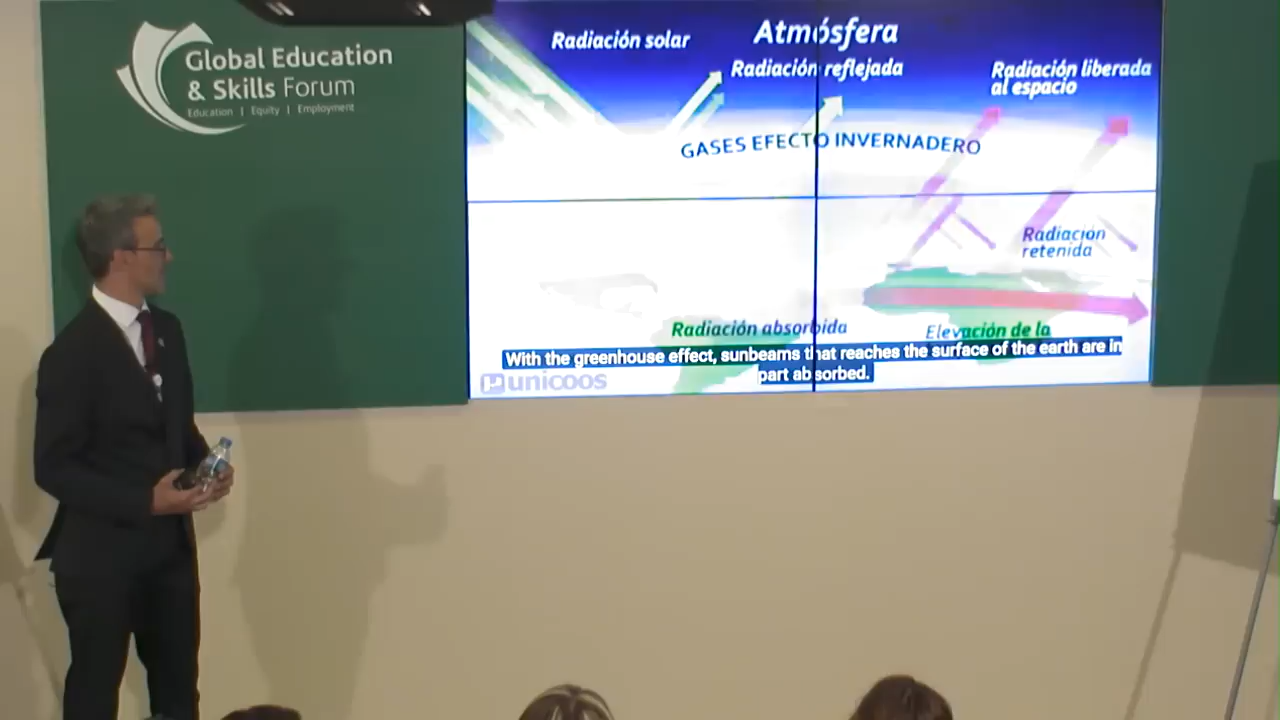 Global Education
& Skills Forum
Education | Equity | Employment
Radiación solar
Atmósfera
Radiación reflejada
Radiación liberada
al espacio
GASES EFECTO INVERNADERO
Radiación
retenida
Radiación absorbida
Elevación de la
With the greenhouse effect, sunbeams that reaches the surface of the earth are in
part absorbed.
unicoos